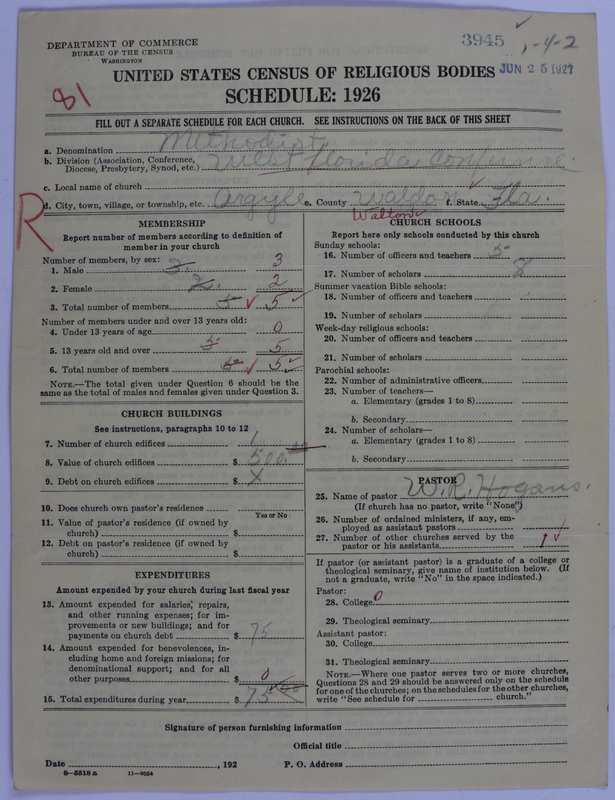 DEPARTMENT OF COMMERCE
BUREAU OF THE CENSUS
WASHINGTON
3945 1-4-2
UNITED STATES CENSUS OF RELIGIOUS BODIES JUN 25 1927
81
SCHEDULE: 1926
FILL OUT A SEPARATE SCHEDULE FOR EACH CHURCH. SEE INSTRUCTIONS ON THE BACK OF THIS SHEET
a. Denomination Methodist
b. Division (Association, Conference, Diocese, Presbytery, Synod, etc.) West Florida Conference.
c. Local name of church
d. City, town, village, or township, etc. Argyle e. County Waldon f. State Fla.
Walton
R
MEMBERSHIP
Report number of members according to definition of
member in your church
Number of members, by sex:
1. Male 3. 3
2. Female 2. 2
3. Total number of members 5 ✓ 5 ✓
Number of members under and over 13 years old:
4. Under 13 years of age 0
5. 13 years old and over 5 5
6. Total number of members 5 ✓ 5 ✓
NOTE.—The total given under Question 6 should be the
same as the total of males and females given under Question 3.
CHURCH BUILDINGS
See instructions, paragraphs 10 to 12
7. Number of church edifices 1
8. Value of church edifices $ 500.00
9. Debt on church edifices $ X
10. Does church own pastor's residence
Yes or No
11. Value of pastor's residence (if owned by
church) $
12. Debt on pastor's residence (if owned by
church) $
EXPENDITURES
Amount expended by your church during last fiscal year
13. Amount expended for salaries, repairs,
and other running expenses; for im-
provements or new buildings; and for
payments on church debt $ 75
14. Amount expended for benevolences, in-
cluding home and foreign missions; for
denominational support; and for all
other purposes $ 0
15. Total expenditures during year $ 75
CHURCH SCHOOLS
Report here only schools conducted by this church
Sunday schools:
16. Number of officers and teachers 5
17. Number of scholars 8
Summer vacation Bible schools:
18. Number of officers and teachers
19. Number of scholars
Week-day religious schools:
20. Number of officers and teachers
21. Number of scholars
Parochial schools:
22. Number of administrative officers
23. Number of teachers—
a. Elementary (grades 1 to 8)
b. Secondary
24. Number of scholars—
a. Elementary (grades 1 to 8)
b. Secondary
PASTOR
25. Name of pastor W. R. Hogans.
(If church has no pastor, write "None")
26. Number of ordained ministers, if any, em-
ployed as assistant pastors
27. Number of other churches served by the
pastor or his assistants 1 ✓
If pastor (or assistant pastor) is a graduate of a college or
theological seminary, give name of institution below. (If
not a graduate, write "No" in the space indicated.)
Pastor:
28. College 0
29. Theological seminary
Assistant pastor:
30. College
31. Theological seminary
NOTE.—Where one pastor serves two or more churches,
Questions 28 and 29 should be answered only on the schedule
for one of the churches; on the schedules for the other churches,
write "See schedule for church."
Signature of person furnishing information
Official title
Date , 192 P. O. Address
8—5518 a 11—9024